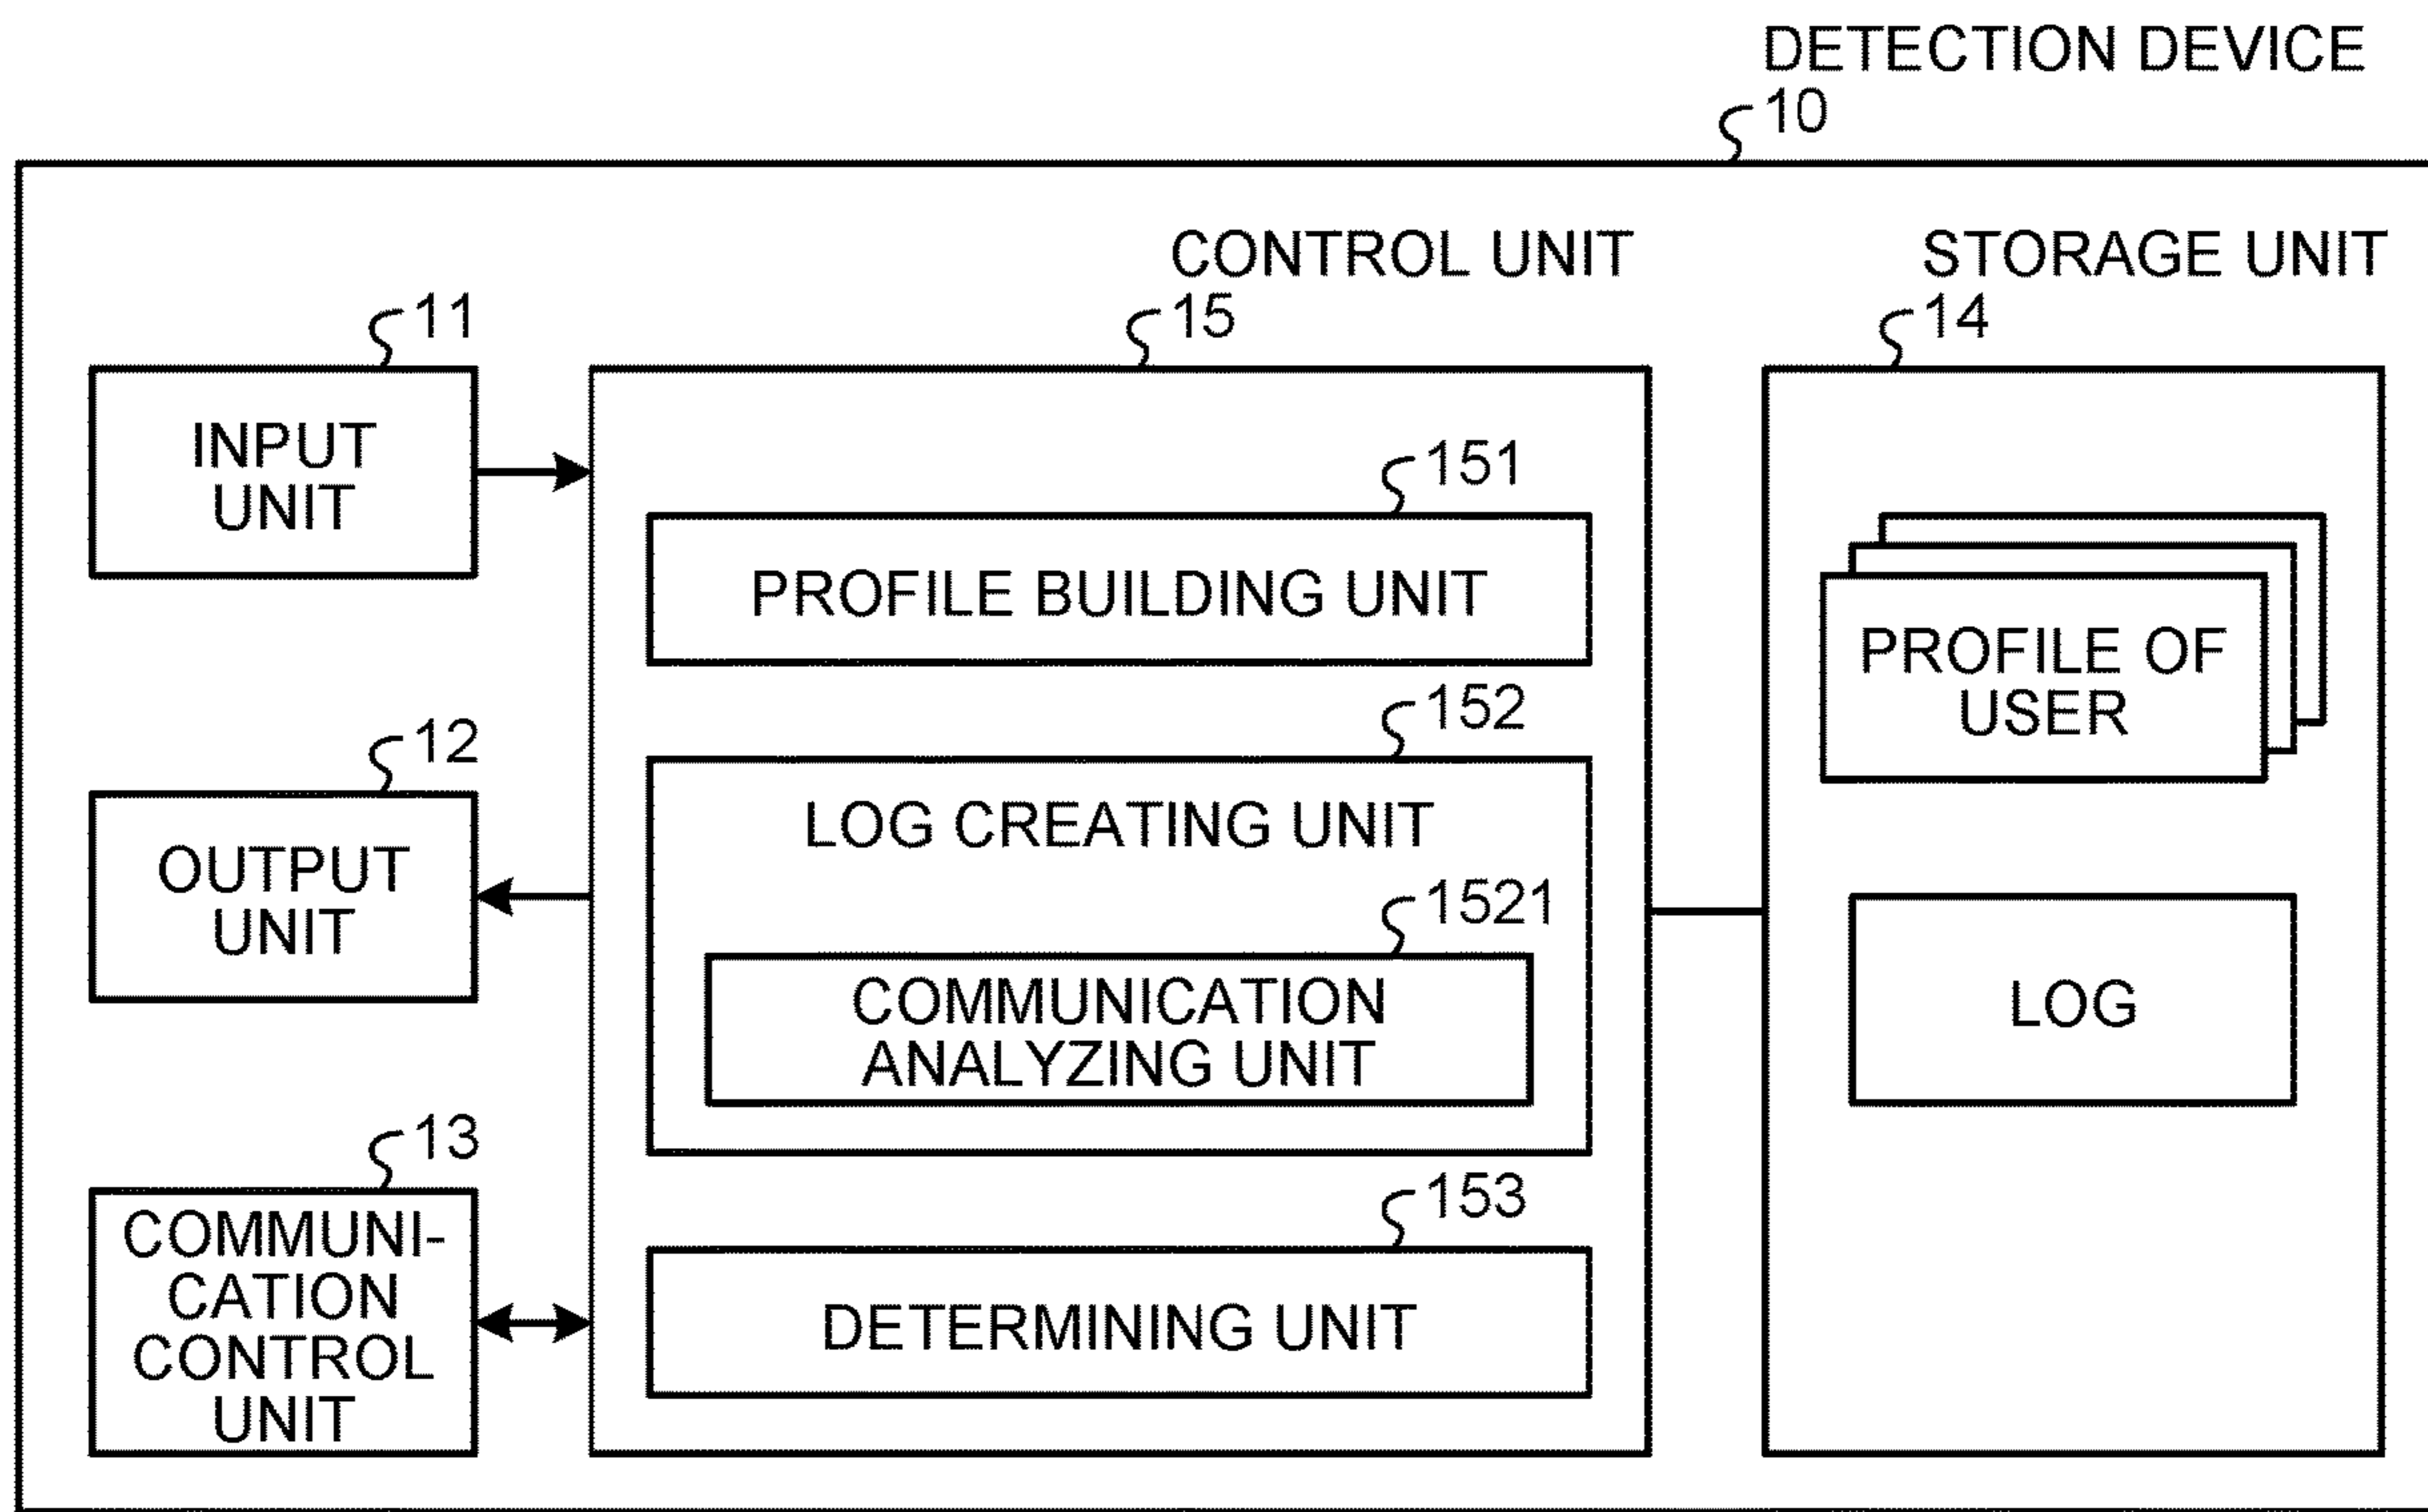 DETECTION DEVICE
10
CONTROL UNIT
15
STORAGE UNIT
14
11
INPUT
UNIT
12
OUTPUT
UNIT
13
COMMUNI-
CATION
CONTROL
UNIT
151
PROFILE BUILDING UNIT
152
LOG CREATING UNIT
1521
COMMUNICATION
ANALYZING UNIT
153
DETERMINING UNIT
PROFILE OF
USER
LOG